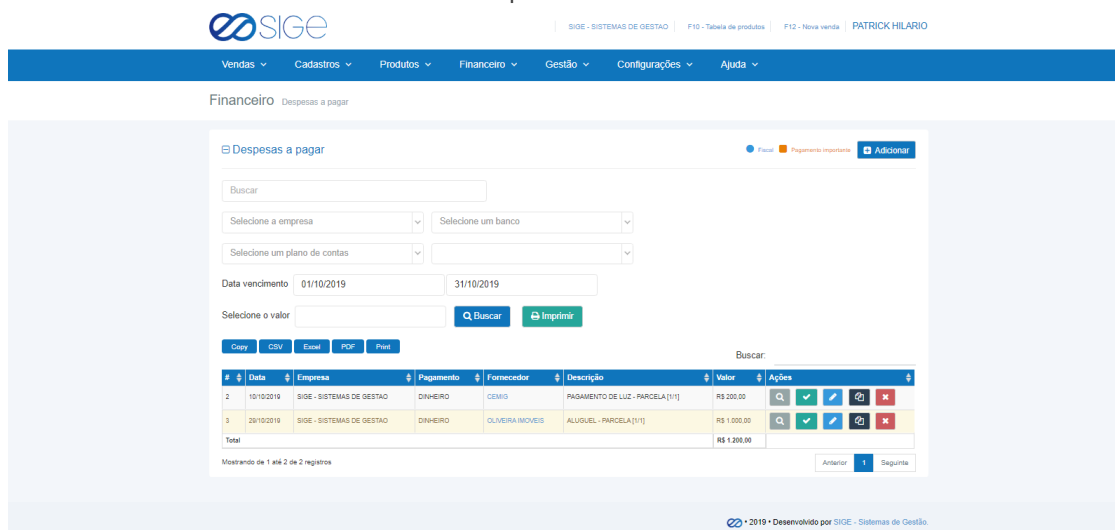 SIGE
SIGE - SISTEMAS DE GESTAO F10 - Tabela de produtos F12 - Nova venda PATRICK HILARIO
Vendas Cadastros Produtos Financeiro Gestão Configurações Ajuda
Financeiro Despesas a pagar
Despesas a pagar
Fiscal Pagamento importante Adicionar
Buscar
Selecione a empresa Selecione um banco
Selecione um plano de contas
Data vencimento 01/10/2019 31/10/2019
Selecione o valor Buscar Imprimir
Copy CSV Excel PDF Print
Buscar:
# Data Empresa Pagamento Fornecedor Descrição Valor Ações
2 10/10/2019 SIGE - SISTEMAS DE GESTAO DINHEIRO CEMIG PAGAMENTO DE LUZ - PARCELA [1/1] R$ 200,00
3 29/10/2019 SIGE - SISTEMAS DE GESTAO DINHEIRO OLIVEIRA IMOVEIS ALUGUEL - PARCELA [1/1] R$ 1.000,00
Total R$ 1.200,00
Mostrando de 1 até 2 de 2 registros
Anterior 1 Seguinte
• 2019 • Desenvolvido por SIGE - Sistemas de Gestão.